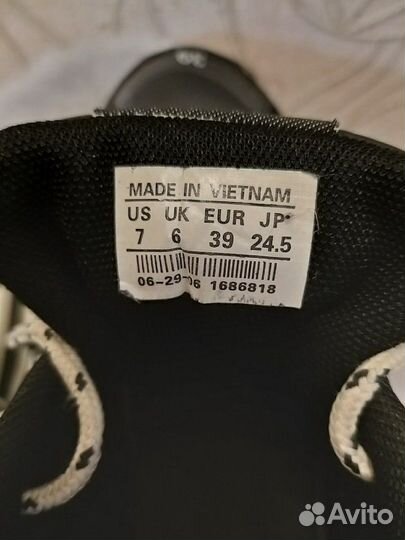 MADE IN VIETNAM
US UK EUR JP*
7 6 39 24.5
06-29-06 1686818
Avito